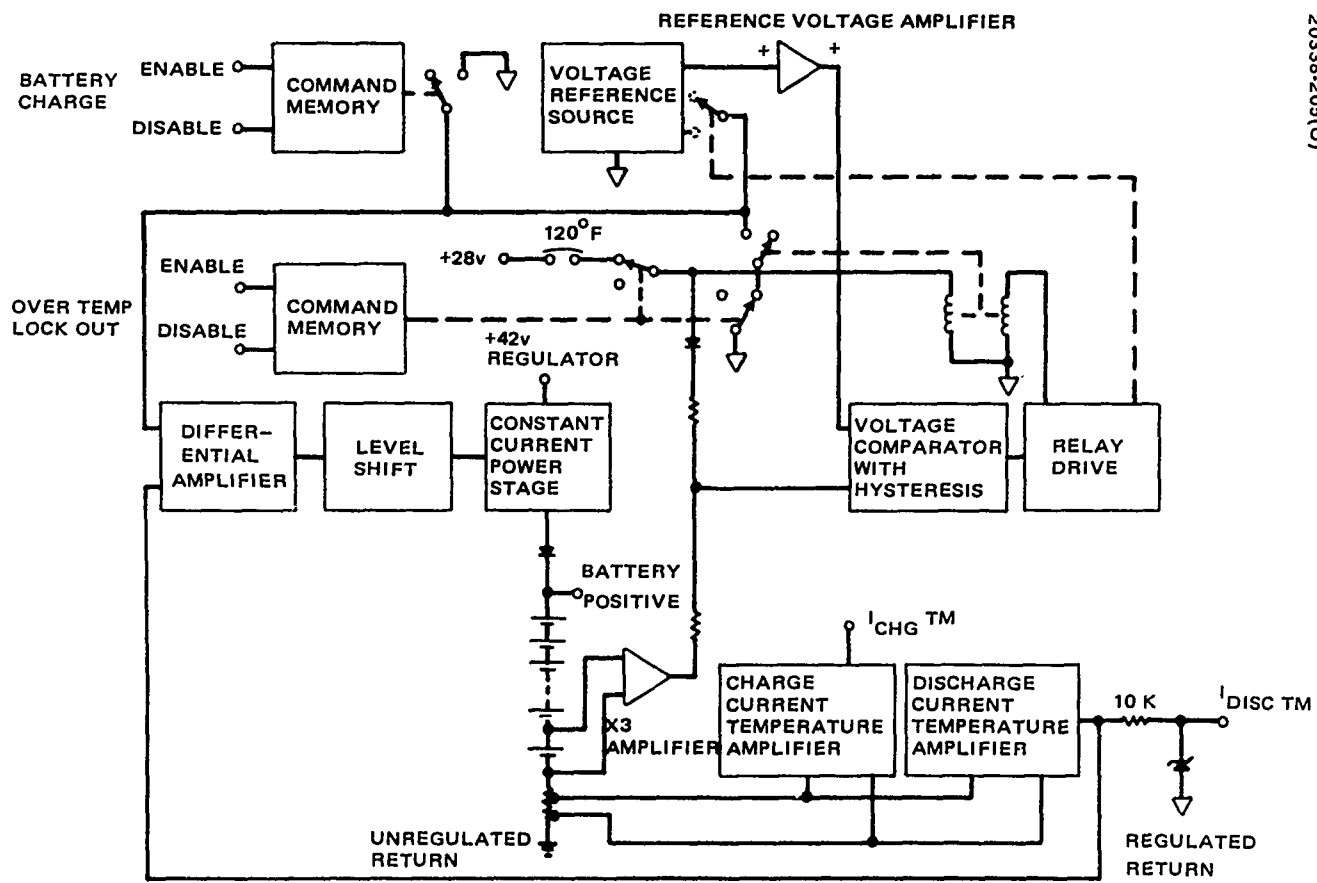 REFERENCE VOLTAGE AMPLIFIER
BATTERY
CHARGE
ENABLE
DISABLE
COMMAND
MEMORY
VOLTAGE
REFERENCE
SOURCE
+
+
120°F
+28v
OVER TEMP
LOCK OUT
ENABLE
DISABLE
COMMAND
MEMORY
+42v
REGULATOR
DIFFER-
ENTIAL
AMPLIFIER
LEVEL
SHIFT
CONSTANT
CURRENT
POWER
STAGE
VOLTAGE
COMPARATOR
WITH
HYSTERESIS
RELAY
DRIVE
BATTERY
POSITIVE
X3
AMPLIFIER
ICHG TM
CHARGE
CURRENT
TEMPERATURE
AMPLIFIER
DISCHARGE
CURRENT
TEMPERATURE
AMPLIFIER
10 K
IDISC TM
UNREGULATED
RETURN
REGULATED
RETURN